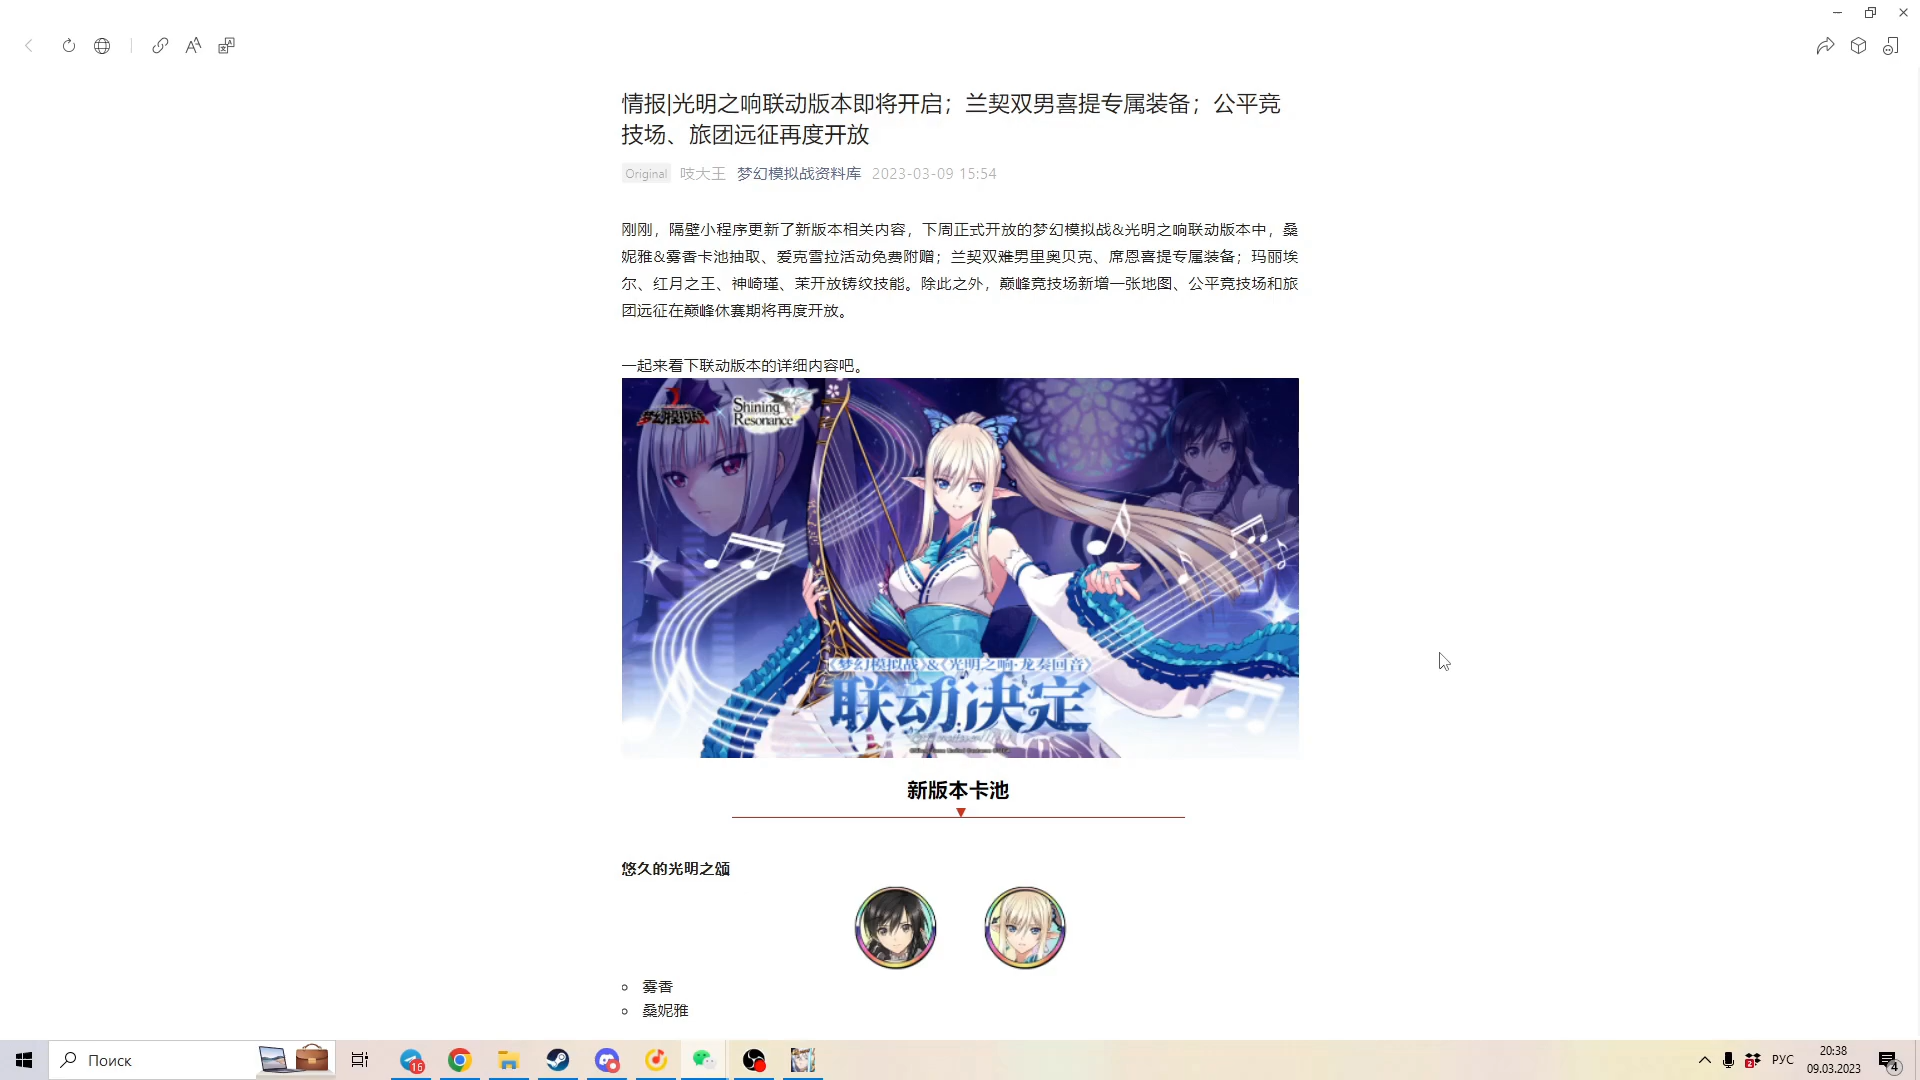 情报|光明之响联动版本即将开启；兰契双男喜提专属装备；公平竞
技场、旅团远征再度开放
Original 吱大王 梦幻模拟战资料库 2023-03-09 15:54
刚刚，隔壁小程序更新了新版本相关内容，下周正式开放的梦幻模拟战&光明之响联动版本中，桑
妮雅&雾香卡池抽取、爱克雪拉活动免费附赠；兰契双难男里奥贝克、席恩喜提专属装备；玛丽埃
尔、红月之王、神崎瑾、茉开放铸纹技能。除此之外，巅峰竞技场新增一张地图、公平竞技场和旅
团远征在巅峰休赛期将再度开放。
一起来看下联动版本的详细内容吧。
梦幻模拟战
Shining
Resonance
《梦幻模拟战》&《光明之响·龙奏回音》
联动决定
新版本卡池
悠久的光明之颂
雾香
桑妮雅
Поиск
16
2
РУС
20:38
09.03.2023
4